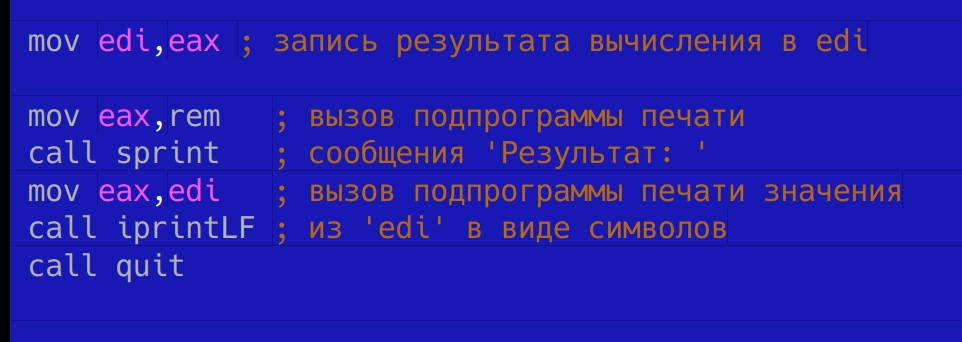 mov edi,eax ; запись результата вычисления в edi
mov eax,rem ; вызов подпрограммы печати
call sprint ; сообщения 'Результат: '
mov eax,edi ; вызов подпрограммы печати значения
call iprintLF ; из 'edi' в виде символов
call quit